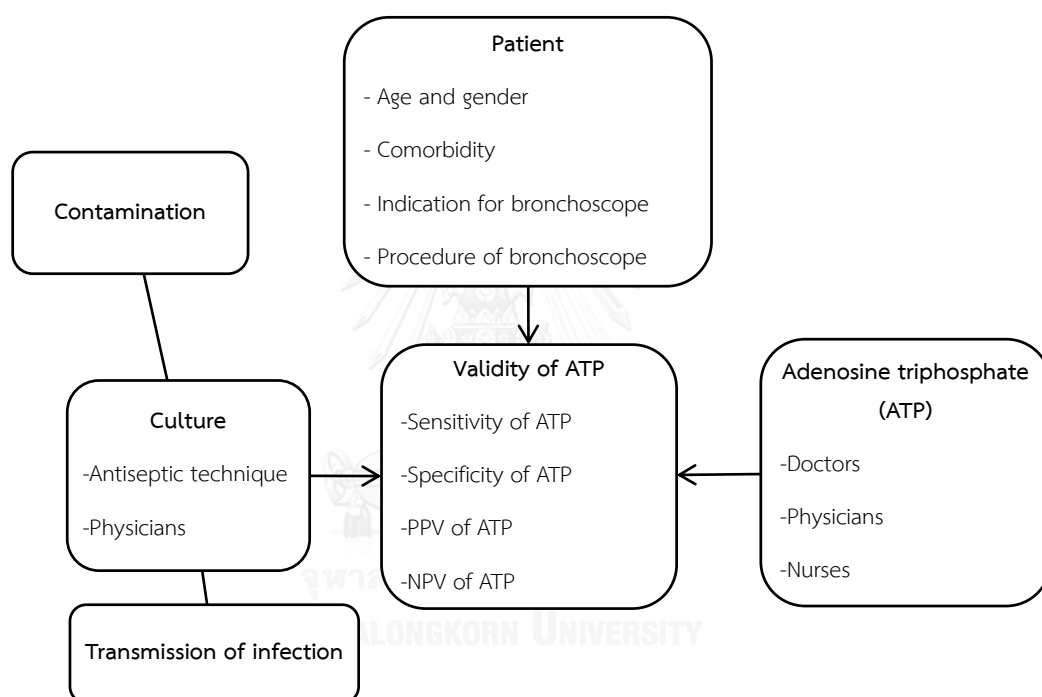 Patient
- Age and gender
- Comorbidity
- Indication for bronchoscope
- Procedure of bronchoscope
Contamination
Culture
-Antiseptic technique
-Physicians
Validity of ATP
-Sensitivity of ATP
-Specificity of ATP
-PPV of ATP
-NPV of ATP
Adenosine triphosphate
(ATP)
-Doctors
-Physicians
-Nurses
Transmission of infection
ALONGKORN UNIVERSITY